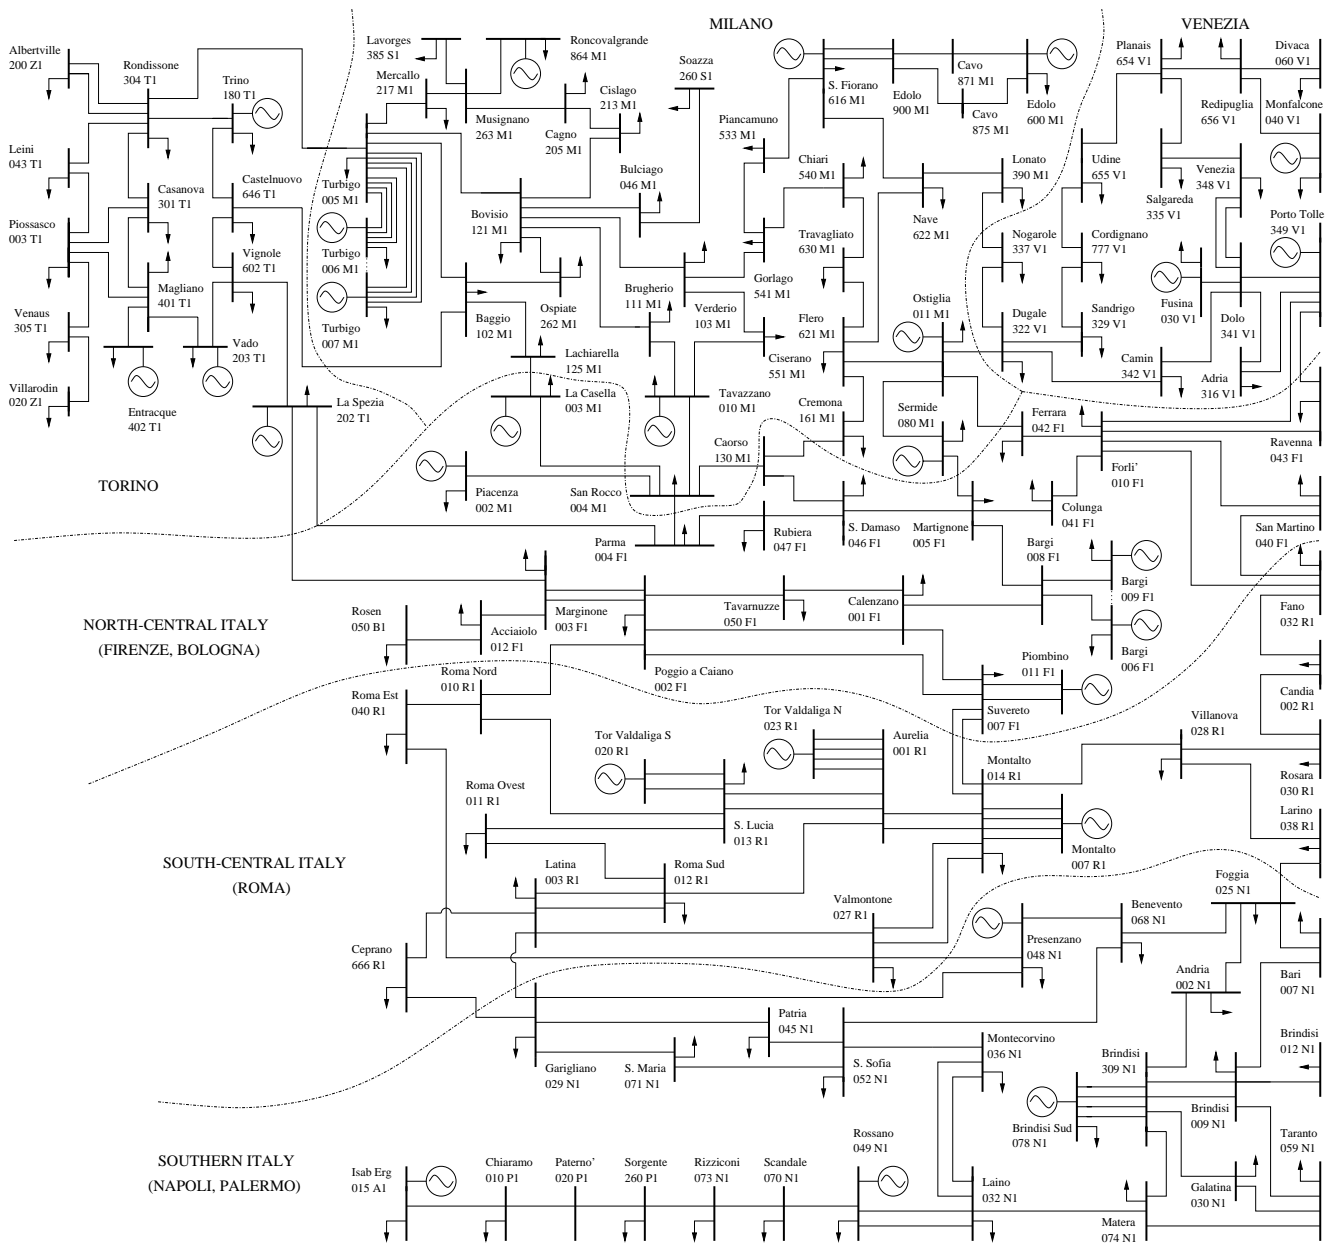 MILANO
VENEZIA
Albertville
200 Z1
Rondissone
304 T1
Trino
180 T1
Leini
043 T1
Casanova
301 T1
Castelnuovo
646 T1
Piossasco
003 T1
Magliano
401 T1
Vignole
602 T1
Venaus
305 T1
Vado
203 T1
Villarodin
020 Z1
Entracque
402 T1
La Spezia
202 T1
TORINO
Lavorges
385 S1
Mercallo
217 M1
Roncovalgrande
864 M1
Cislago
213 M1
Musignano
263 M1
Cagno
205 M1
Soazza
260 S1
Turbigo
005 M1
Bovisio
121 M1
Bulciago
046 M1
Turbigo
006 M1
Turbigo
007 M1
Baggio
102 M1
Ospiate
262 M1
Brugherio
111 M1
Verderio
103 M1
Lachiarella
125 M1
La Casella
003 M1
Tavazzano
010 M1
Piacenza
002 M1
San Rocco
004 M1
Parma
004 F1
Piancamuno
533 M1
S. Fiorano
616 M1
Edolo
900 M1
Cavo
871 M1
Cavo
875 M1
Edolo
600 M1
Chiari
540 M1
Travagliato
630 M1
Gorlago
541 M1
Nave
622 M1
Lonato
390 M1
Flero
621 M1
Ciserano
551 M1
Ostiglia
011 M1
Cremona
161 M1
Caorso
130 M1
Sermide
080 M1
Nogarole
337 V1
Dugale
322 V1
Planais
654 V1
Divaca
060 V1
Redipuglia
656 V1
Monfalcone
040 V1
Udine
655 V1
Salgareda
335 V1
Venezia
348 V1
Cordignano
777 V1
Porto Tolle
349 V1
Sandrigo
329 V1
Fusina
030 V1
Dolo
341 V1
Camin
342 V1
Adria
316 V1
Ferrara
042 F1
Forli'
010 F1
Ravenna
043 F1
Rubiera
047 F1
S. Damaso
046 F1
Martignone
005 F1
Colunga
041 F1
San Martino
040 F1
Bargi
008 F1
Bargi
009 F1
Bargi
006 F1
Fano
032 R1
NORTH-CENTRAL ITALY
(FIRENZE, BOLOGNA)
Rosen
050 B1
Acciaiolo
012 F1
Marginone
003 F1
Tavarnuzze
050 F1
Calenzano
001 F1
Poggio a Caiano
002 F1
Piombino
011 F1
Suvereto
007 F1
Candia
002 R1
Roma Nord
010 R1
Roma Est
040 R1
Tor Valdaliga S
020 R1
Tor Valdaliga N
023 R1
Aurelia
001 R1
Montalto
014 R1
Villanova
028 R1
Rosara
030 R1
Larino
038 R1
Roma Ovest
011 R1
S. Lucia
013 R1
Montalto
007 R1
SOUTH-CENTRAL ITALY
(ROMA)
Latina
003 R1
Roma Sud
012 R1
Valmontone
027 R1
Ceprano
666 R1
Presenzano
048 N1
Benevento
068 N1
Foggia
025 N1
Andria
002 N1
Bari
007 N1
Garigliano
029 N1
S. Maria
071 N1
Patria
045 N1
S. Sofia
052 N1
Montecorvino
036 N1
Brindisi
309 N1
Brindisi
012 N1
Brindisi Sud
078 N1
Brindisi
009 N1
Taranto
059 N1
SOUTHERN ITALY
(NAPOLI, PALERMO)
Isab Erg
015 A1
Chiaramo
010 P1
Paterno'
020 P1
Sorgente
260 P1
Rizziconi
073 N1
Scandale
070 N1
Rossano
049 N1
Laino
032 N1
Matera
074 N1
Galatina
030 N1